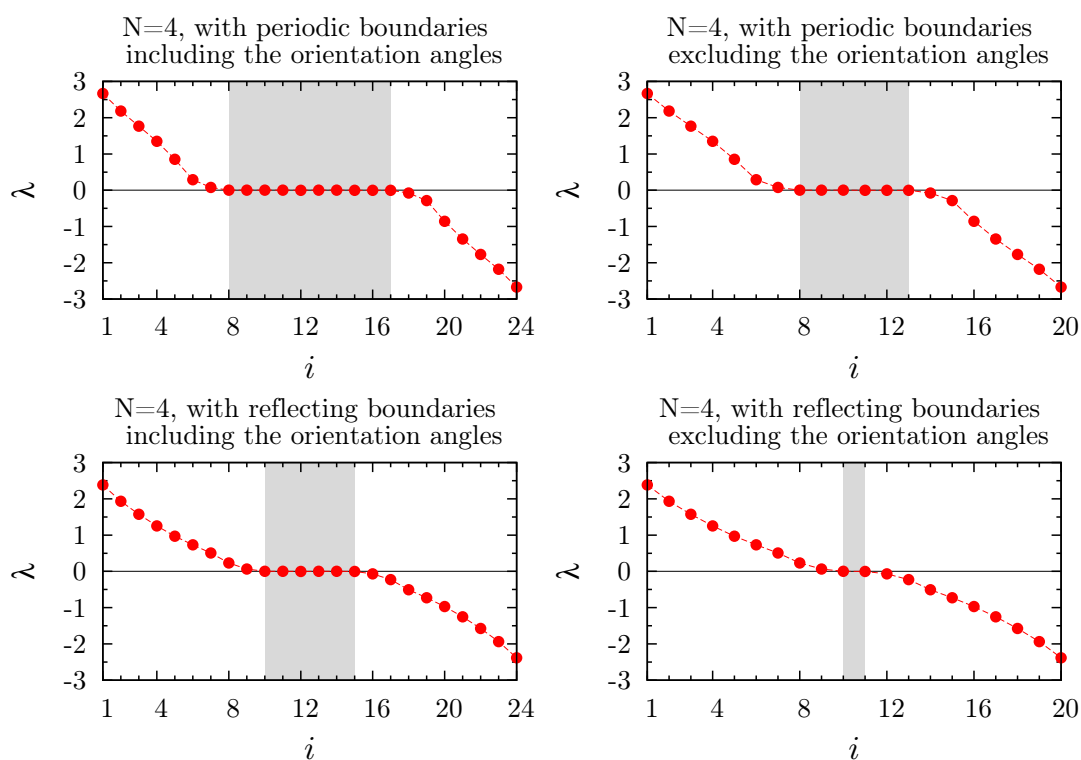 N=4, with periodic boundaries
including the orientation angles
3
2
1
0
-1
-2
-3
λ
1 4 8 12 16 20 24
i
N=4, with periodic boundaries
excluding the orientation angles
3
2
1
0
-1
-2
-3
λ
1 4 8 12 16 20
i
N=4, with reflecting boundaries
including the orientation angles
3
2
1
0
-1
-2
-3
λ
1 4 8 12 16 20 24
i
N=4, with reflecting boundaries
excluding the orientation angles
3
2
1
0
-1
-2
-3
λ
1 4 8 12 16 20
i